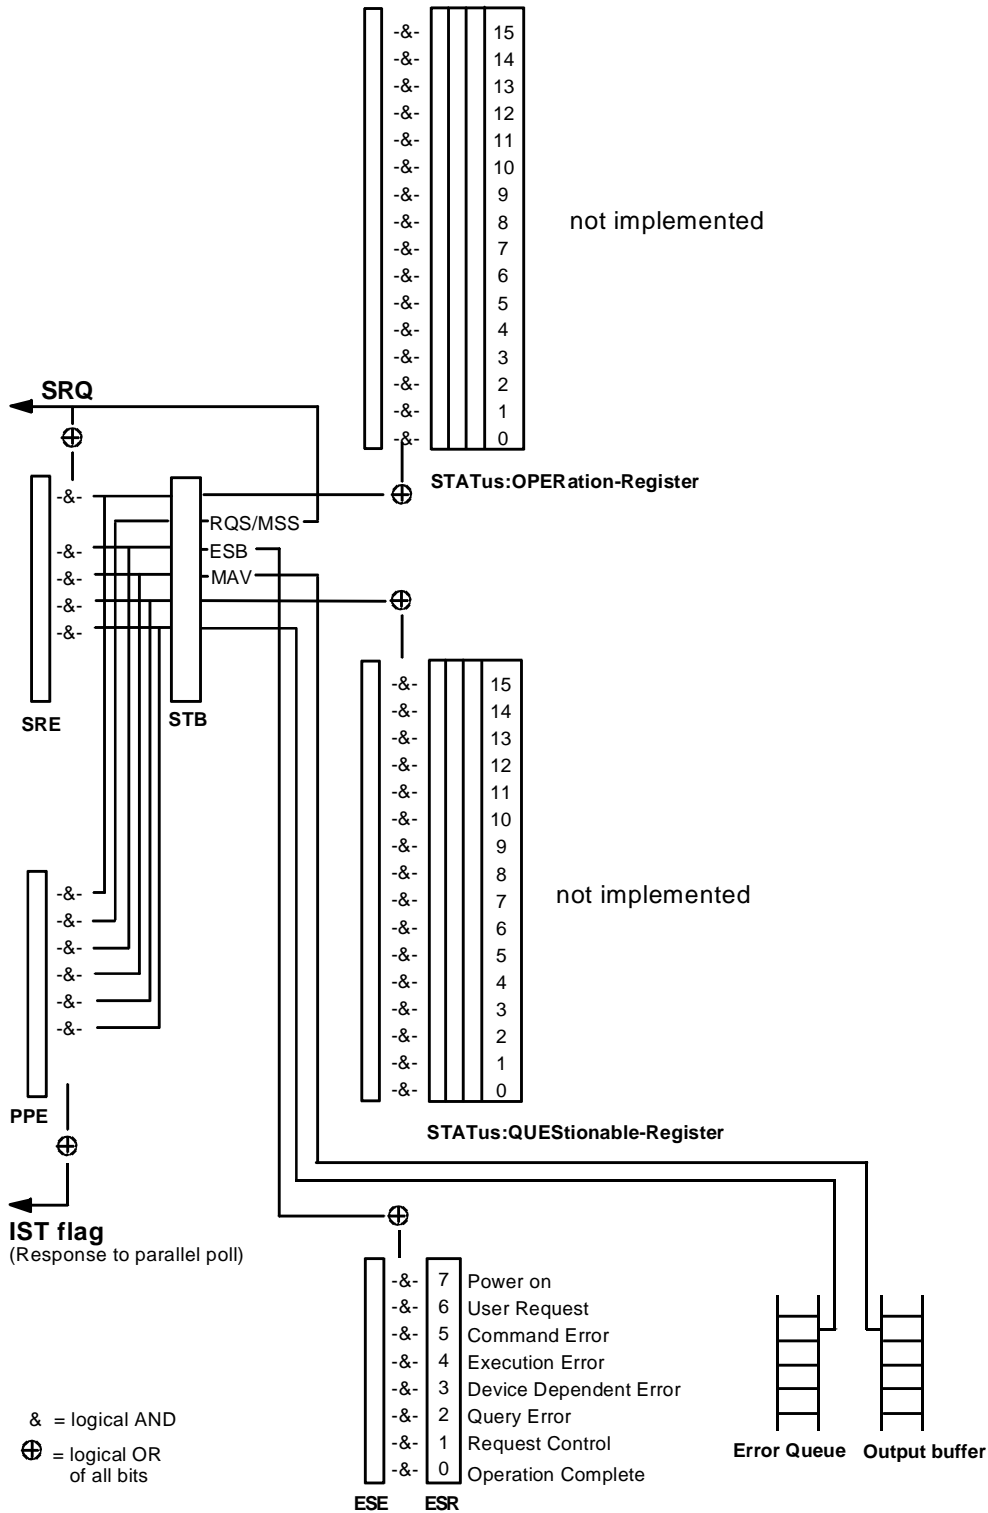 -&- 15
-&- 14
-&- 13
-&- 12
-&- 11
-&- 10
-&- 9
-&- 8
not implemented
-&- 7
-&- 6
-&- 5
-&- 4
-&- 3
-&- 2
-&- 1
-&- 0
STATus:OPERation-Register
SRQ
-&-
RQS/MSS
-&- ESB
-&- MAV
-&-
-&-
SRE
STB
-&- 15
-&- 14
-&- 13
-&- 12
-&- 11
-&- 10
-&- 9
-&- 8
-&- 7
not implemented
-&- 6
-&- 5
-&- 4
-&- 3
-&- 2
-&- 1
-&- 0
STATus:QUEStionable-Register
-&-
-&-
-&-
-&-
-&-
-&-
PPE
IST flag
(Response to parallel poll)
-&- 7 Power on
-&- 6 User Request
-&- 5 Command Error
-&- 4 Execution Error
-&- 3 Device Dependent Error
-&- 2 Query Error
-&- 1 Request Control
-&- 0 Operation Complete
ESE ESR
Error Queue
Output buffer
& = logical AND
⊕ = logical OR
of all bits